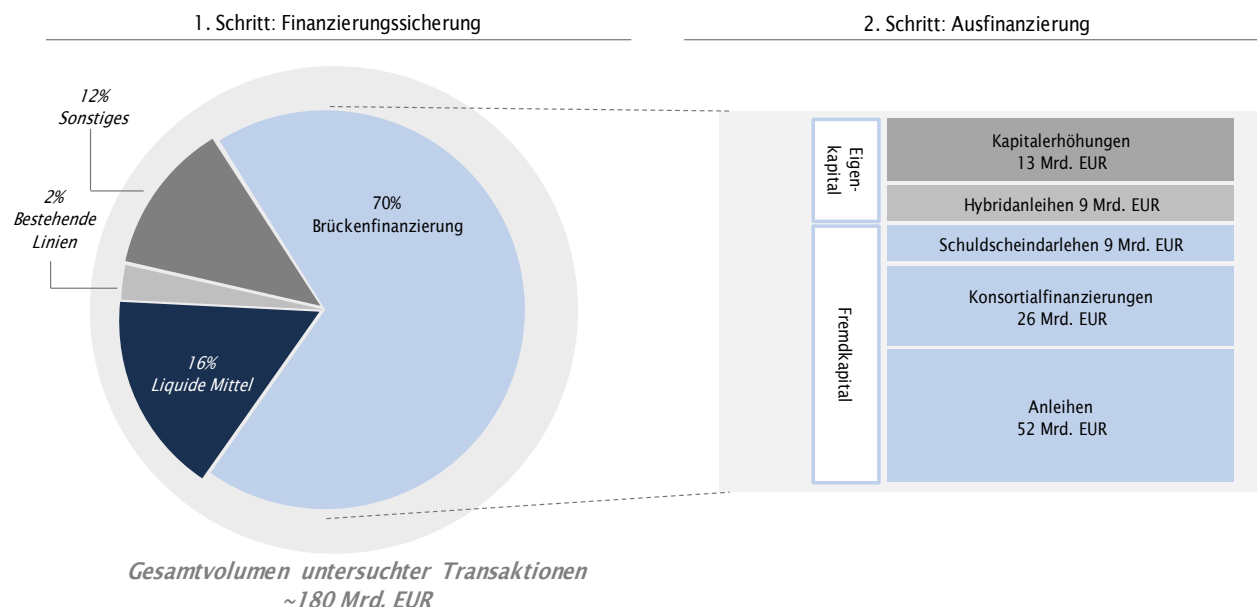 1. Schritt: Finanzierungssicherung
12%
Sonstiges
2%
Bestehende
Linien
70%
Brückenfinanzierung
16%
Liquide Mittel
Gesamtvolumen untersuchter Transaktionen
~180 Mrd. EUR
2. Schritt: Ausfinanzierung
Eigen-
kapital
Kapitalerhöhungen
13 Mrd. EUR
Hybridanleihen 9 Mrd. EUR
Fremdkapital
Schuldscheindarlehen 9 Mrd. EUR
Konsortialfinanzierungen
26 Mrd. EUR
Anleihen
52 Mrd. EUR